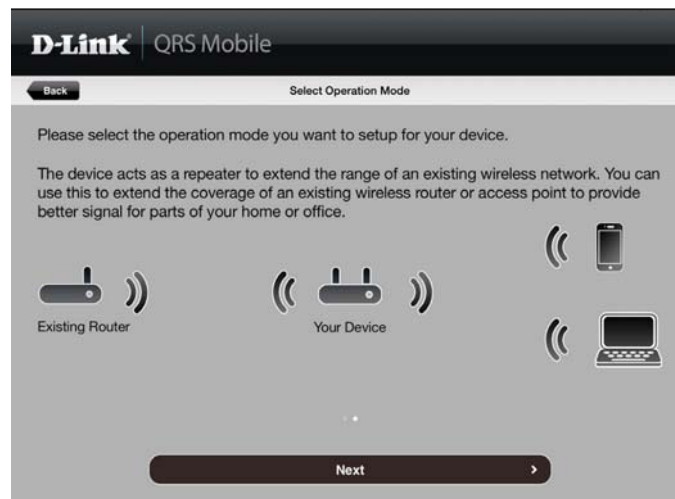 D-Link QRS Mobile
Back Select Operation Mode
Please select the operation mode you want to setup for your device.
The device acts as a repeater to extend the range of an existing wireless network. You can
use this to extend the coverage of an existing wireless router or access point to provide
better signal for parts of your home or office.
Existing Router Your Device
Next